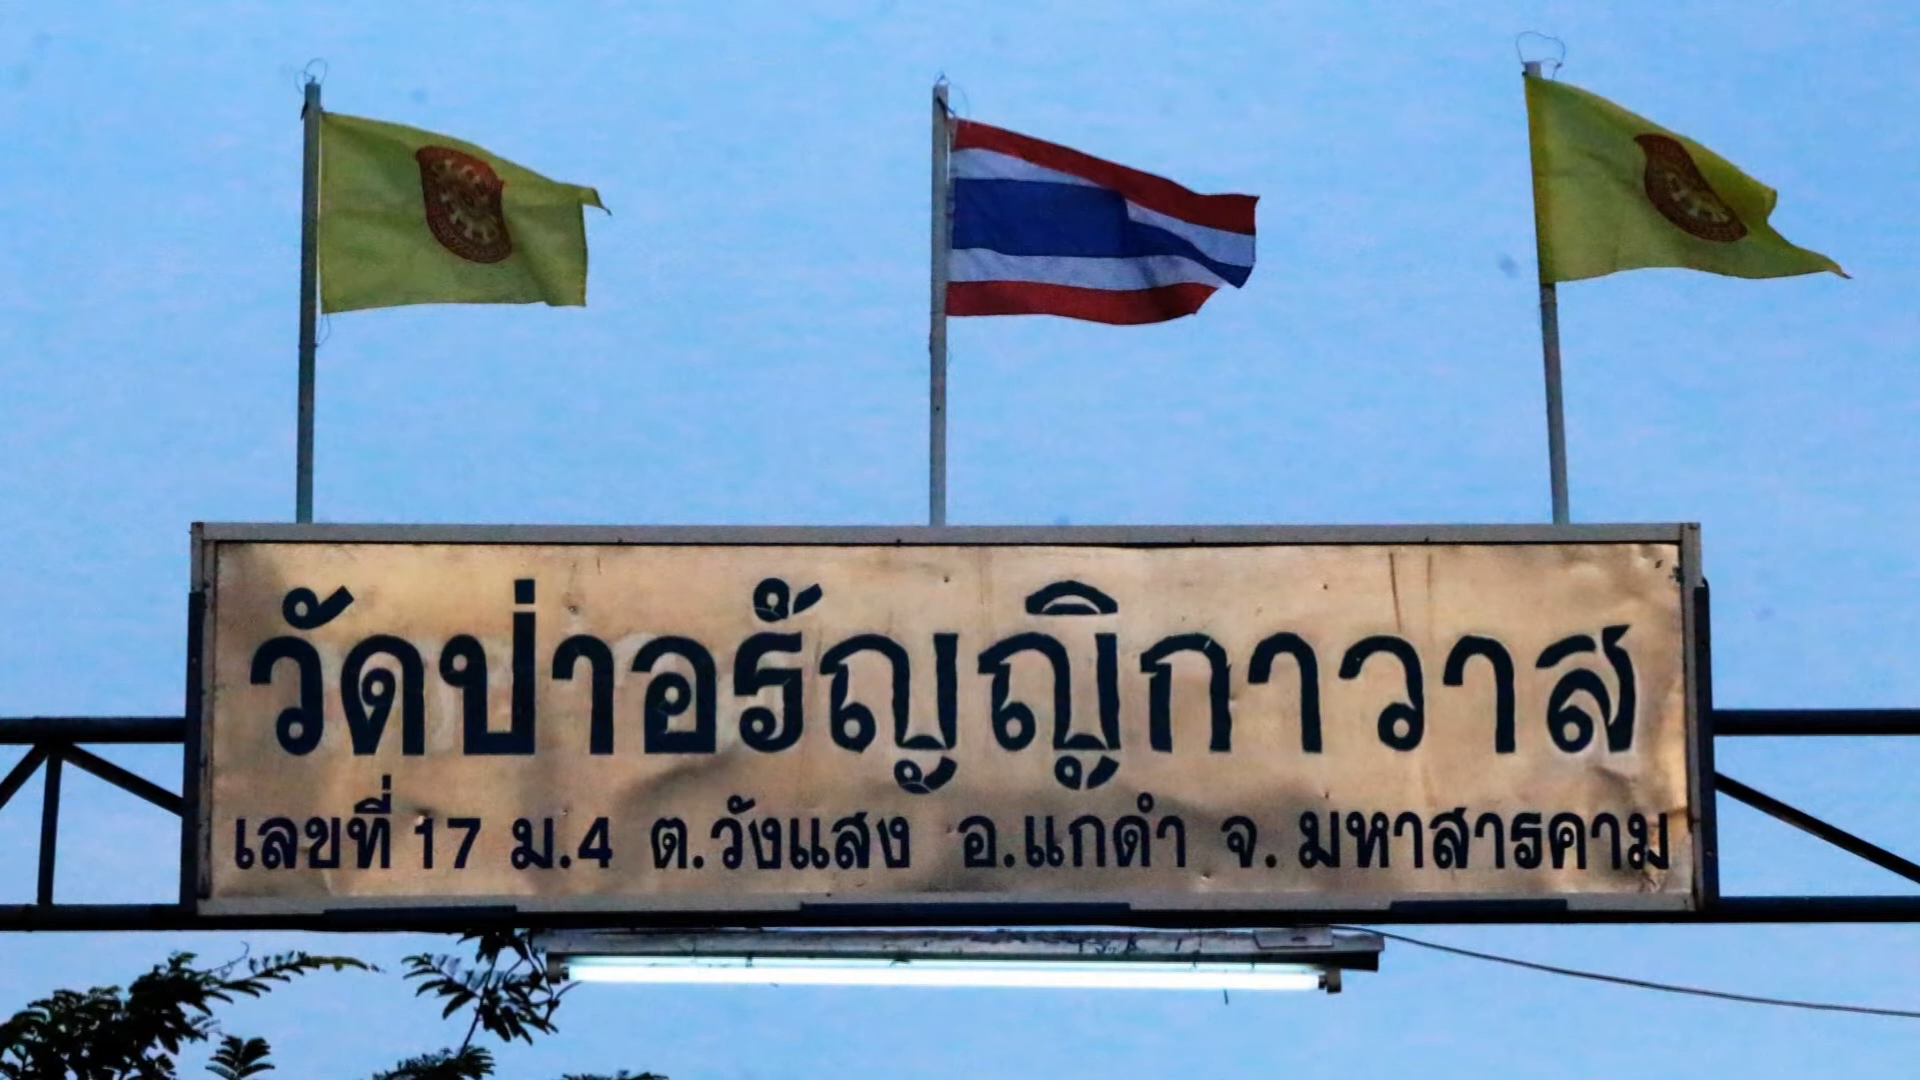 วัดป่าอรัญญิกาวาส
เลขที่ 17 ม.4 ต.วังแสง อ.แกดำ จ.มหาสารคาม